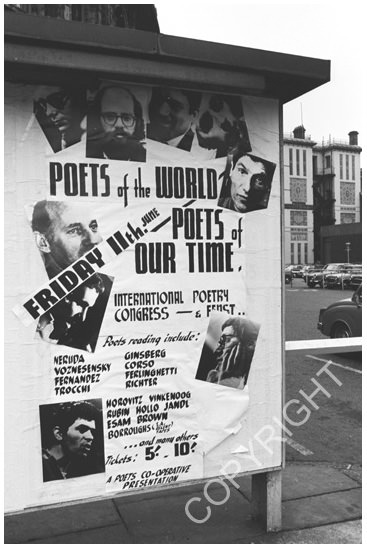 POETS of the WORLD
POETS of
OUR TIME.
FRIDAY 11th. JUNE
INTERNATIONAL POETRY
CONGRESS — & FENST..
Poets reading include:
NERUDA
VOZNESENSKY
FERNANDEZ
TROCCHI
GINSBERG
CORSO
FERLINGHETTI
RICHTER
HOROVITZ VINKENOOG
RUBIN HOLLO JANDL
ESAM BROWN
BORROUGHS
...and many others
Tickets: 5/- 10/-
A POETS CO-OPERATIVE
PRESENTATION
COPYRIGHT
COPYRIGHT